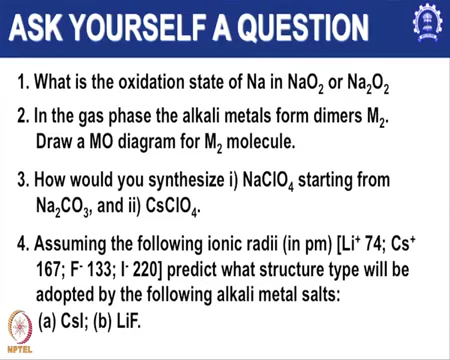 ASK YOURSELF A QUESTION
1. What is the oxidation state of Na in NaO₂ or Na₂O₂
2. In the gas phase the alkali metals form dimers M₂.
Draw a MO diagram for M₂ molecule.
3. How would you synthesize i) NaClO₄ starting from
Na₂CO₃, and ii) CsClO₄.
4. Assuming the following ionic radii (in pm) [Li⁺ 74; Cs⁺
167; F⁻ 133; I⁻ 220] predict what structure type will be
adopted by the following alkali metal salts:
(a) CsI; (b) LiF.
NPTEL